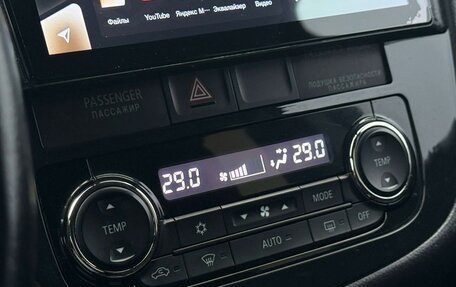 Файлы YouTube Яндекс М— Эквалайзер Видео
PASSENGER
ПАССАЖИР
ПОДУШКА БЕЗОПАСНОСТИ
ПАССАЖИРА
29.0 29.0
TEMP
TEMP
MODE
AUTO
OFF